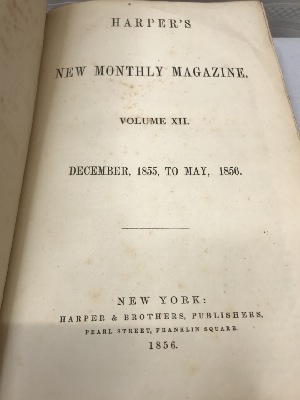 HARPER'S
NEW MONTHLY MAGAZINE.
VOLUME XII.
DECEMBER, 1855, TO MAY, 1856.
NEW YORK:
HARPER & BROTHERS, PUBLISHERS,
PEARL STREET, FRANKLIN SQUARE.
1856.